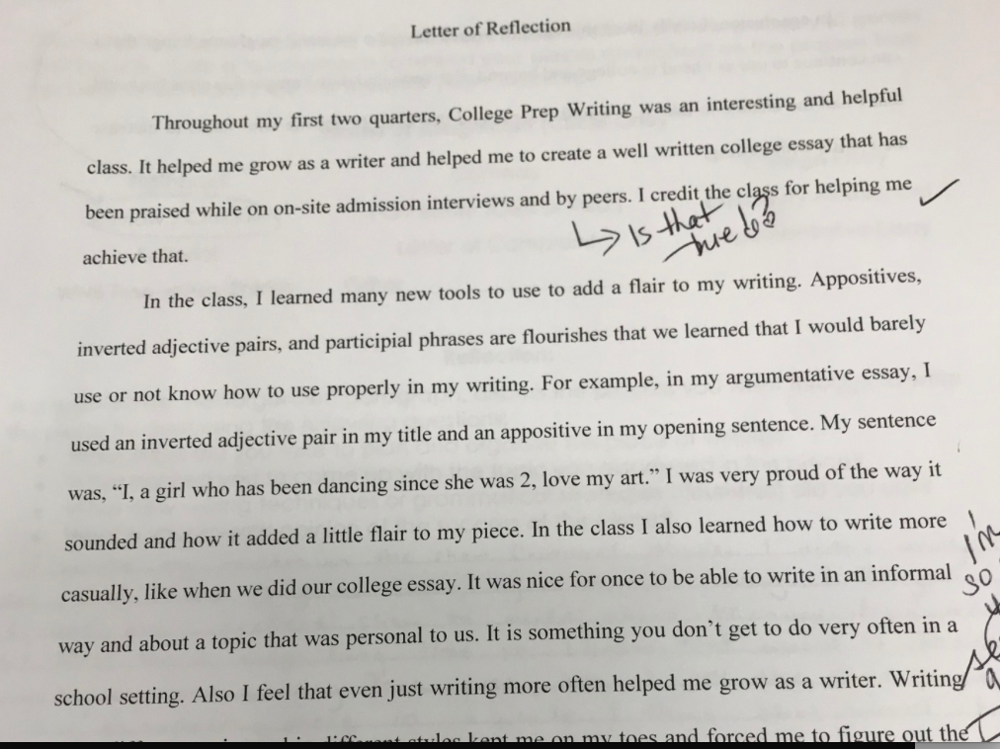 Letter of Reflection
Throughout my first two quarters, College Prep Writing was an interesting and helpful
class. It helped me grow as a writer and helped me to create a well written college essay that has
been praised while on on-site admission interviews and by peers. I credit the class for helping me
↳ Is that
true
achieve that.
In the class, I learned many new tools to use to add a flair to my writing. Appositives,
inverted adjective pairs, and participial phrases are flourishes that we learned that I would barely
use or not know how to use properly in my writing. For example, in my argumentative essay, I
used an inverted adjective pair in my title and an appositive in my opening sentence. My sentence
was, “I, a girl who has been dancing since she was 2, love my art.” I was very proud of the way it
sounded and how it added a little flair to my piece. In the class I also learned how to write more
casually, like when we did our college essay. It was nice for once to be able to write in an informal
so
way and about a topic that was personal to us. It is something you don’t get to do very often in a
school setting. Also I feel that even just writing more often helped me grow as a writer. Writing
different styles kept me on my toes and forced me to figure out the